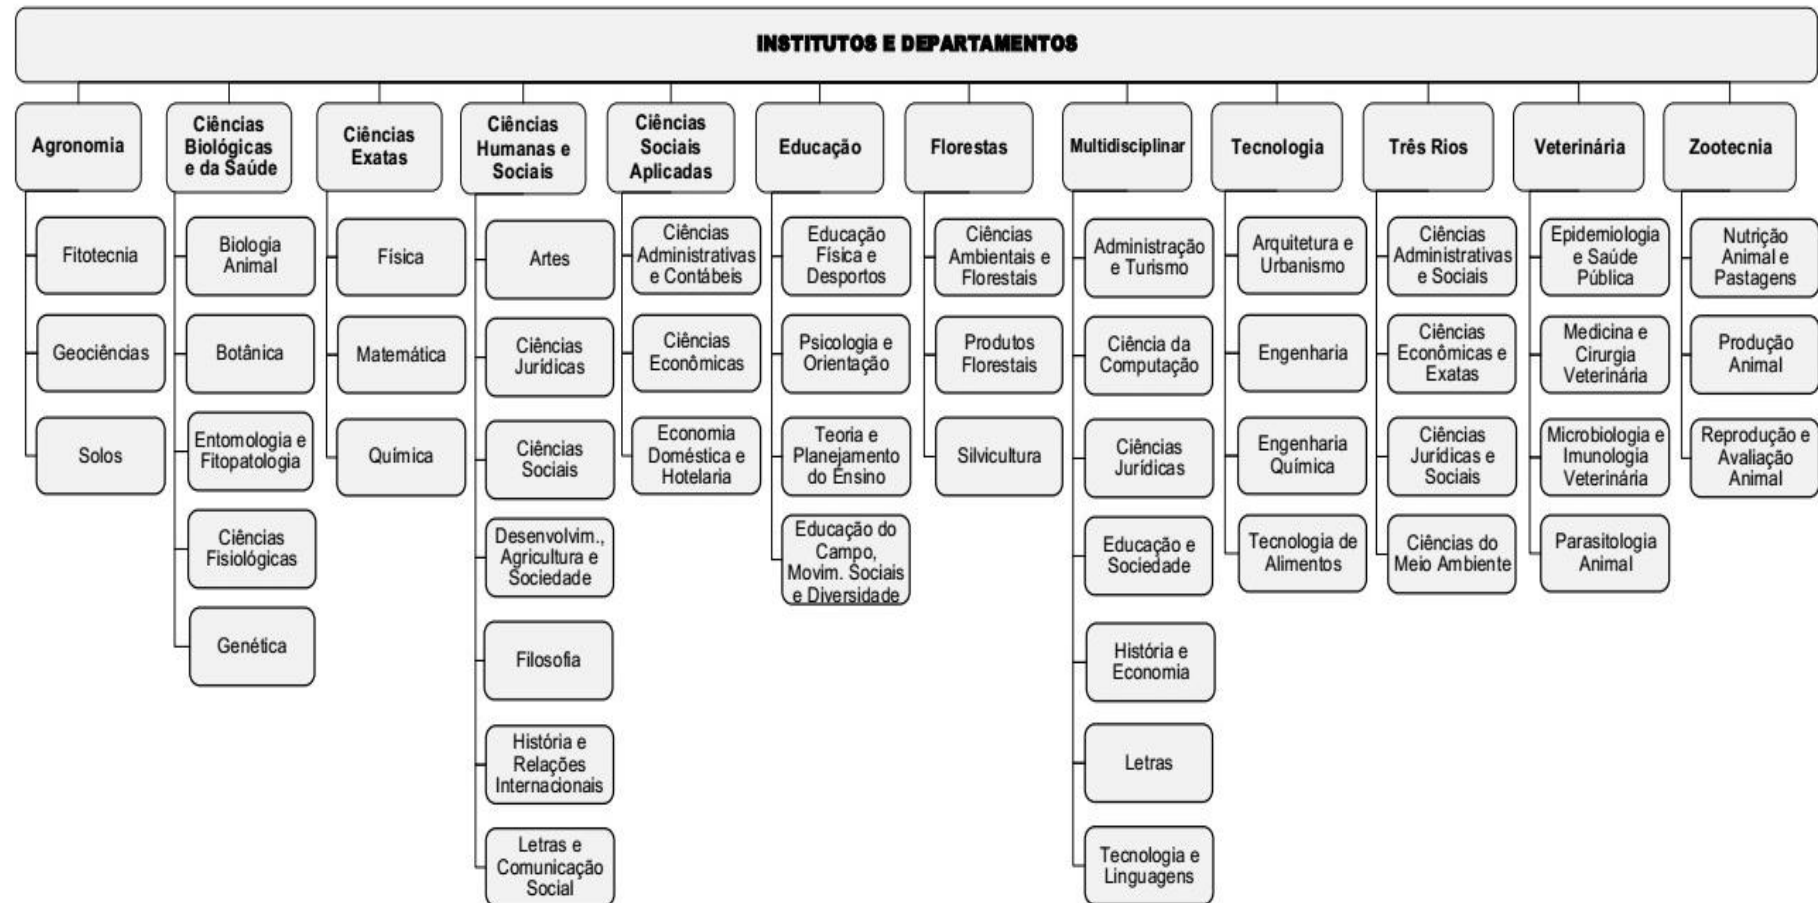 INSTITUTOS E DEPARTAMENTOS
Agronomia
Fitotecnia
Geociências
Solos
Ciências
Biológicas
e da Saúde
Biologia
Animal
Botânica
Entomologia e
Fitopatologia
Ciências
Fisiológicas
Genética
Ciências
Exatas
Física
Matemática
Química
Ciências
Humanas e
Sociais
Artes
Ciências
Jurídicas
Ciências
Sociais
Desenvolvim.,
Agricultura e
Sociedade
Filosofia
História e
Relações
Internacionais
Letras e
Comunicação
Social
Ciências
Sociais
Aplicadas
Ciências
Administrativas
e Contábeis
Ciências
Econômicas
Economia
Doméstica e
Hotelaria
Educação
Educação
Física e
Desportos
Psicologia e
Orientação
Teoria e
Planejamento
do Ensino
Educação do
Campo,
Movim. Sociais
e Diversidade
Florestas
Ciências
Ambientais e
Florestais
Produtos
Florestais
Silvicultura
Multidisciplinar
Administração
e Turismo
Ciência da
Computação
Ciências
Jurídicas
Educação e
Sociedade
História e
Economia
Letras
Tecnologia e
Linguagens
Tecnologia
Arquitetura e
Urbanismo
Engenharia
Engenharia
Química
Tecnologia de
Alimentos
Três Rios
Ciências
Administrativas
e Sociais
Ciências
Econômicas e
Exatas
Ciências
Jurídicas e
Sociais
Ciências do
Meio Ambiente
Veterinária
Epidemiologia
e Saúde
Pública
Medicina e
Cirurgia
Veterinária
Microbiologia e
Imunologia
Veterinária
Parasitologia
Animal
Zootecnia
Nutrição
Animal e
Pastagens
Produção
Animal
Reprodução e
Avaliação
Animal